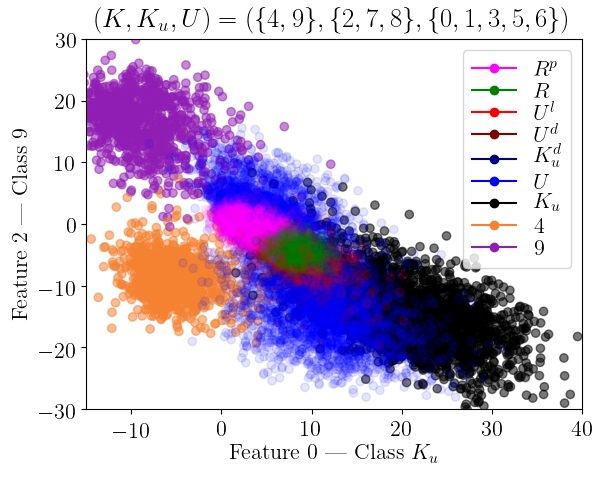 (K, K_u, U) = ({4, 9}, {2, 7, 8}, {0, 1, 3, 5, 6})
30
20
10
0
−10
−20
−30
Feature 2 — Class 9
R^p
R
U^l
U^d
K_u^d
U
K_u
4
9
−10
0
10
20
30
40
Feature 0 — Class K_u